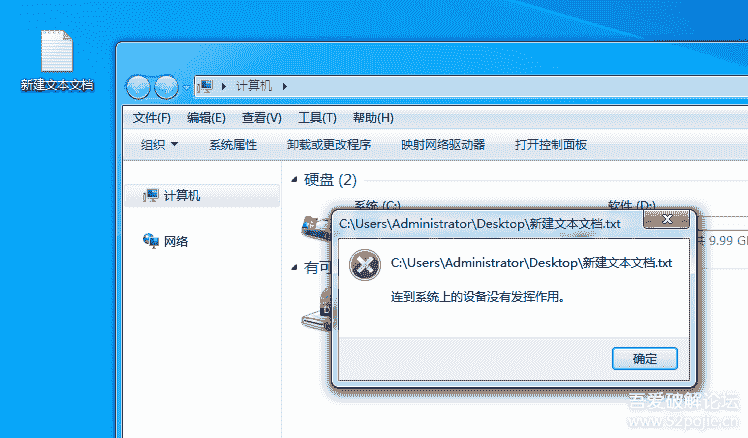 新建文本文档
计算机
文件(F) 编辑(E) 查看(V) 工具(T) 帮助(H)
组织 系统属性 卸载或更改程序 映射网络驱动器 打开控制面板
计算机
网络
硬盘 (2)
系统 (C:) 软件 (D:)
9.99 G
有可
C:\Users\Administrator\Desktop\新建文本文档.txt
C:\Users\Administrator\Desktop\新建文本文档.txt
连到系统上的设备没有发挥作用。
确定
吾爱破解论坛
www.52pojie.cn